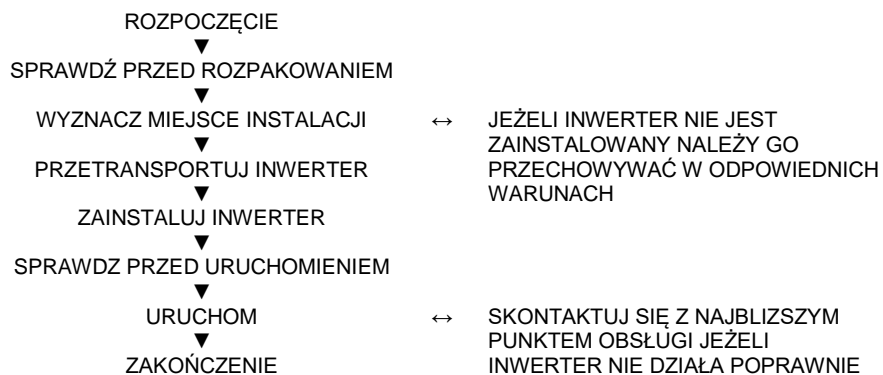 ROZPOCZĘCIE
▼
SPRAWDŹ PRZED ROZPAKOWANIEM
▼
WYZNACZ MIEJSCE INSTALACJI ↔ JEŻELI INWERTER NIE JEST
ZAINSTALOWANY NALEŻY GO
PRZECHOWYWAĆ W ODPOWIEDNICH
WARUNACH
▼
PRZETRANSPORTUJ INWERTER
▼
ZAINSTALUJ INWERTER
▼
SPRAWDZ PRZED URUCHOMIENIEM
▼
URUCHOM ↔ SKONTAKTUJ SIĘ Z NAJBLIZSZYM
PUNKTEM OBSŁUGI JEŻELI
INWERTER NIE DZIAŁA POPRAWNIE
▼
ZAKOŃCZENIE